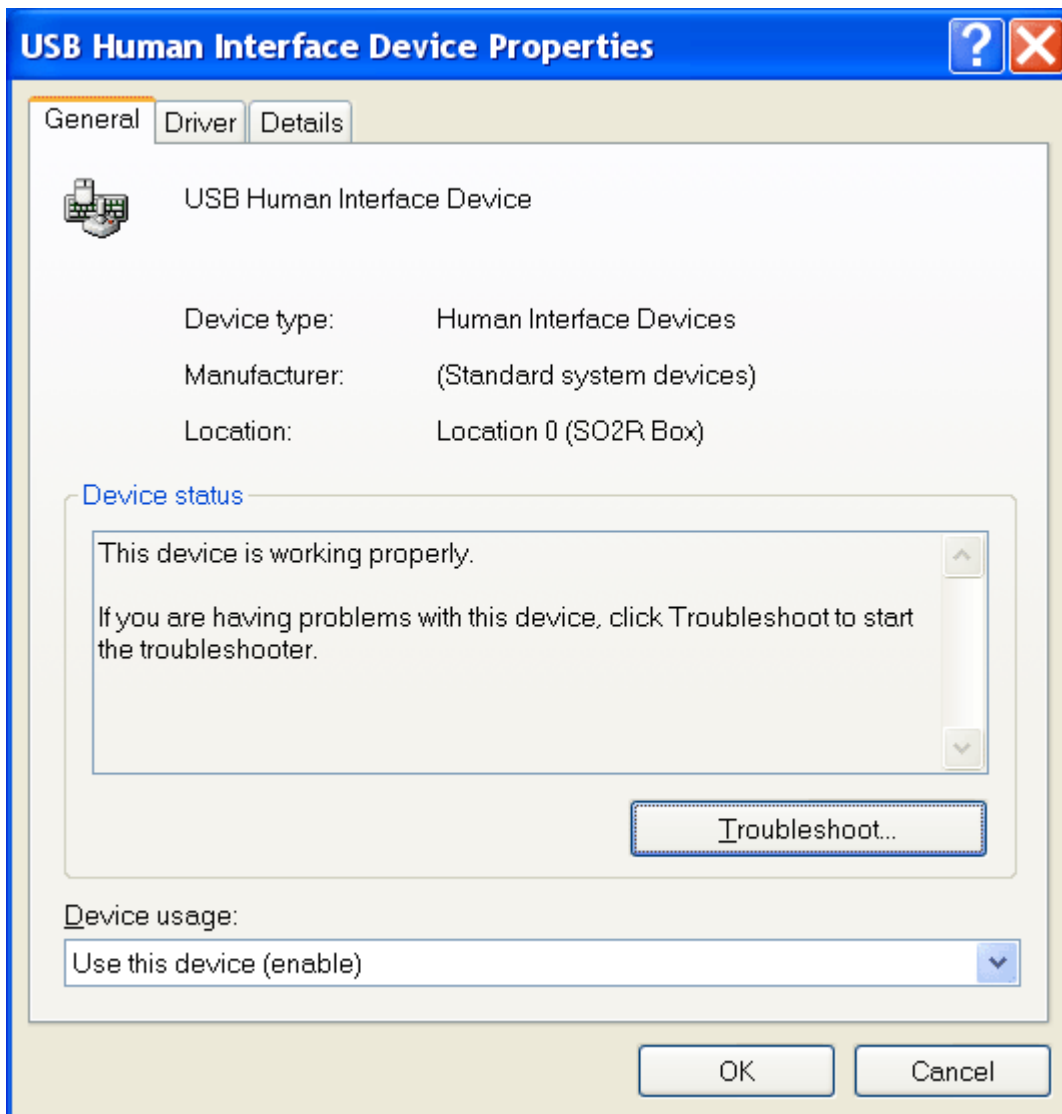 USB Human Interface Device Properties
General Driver Details
USB Human Interface Device
Device type: Human Interface Devices
Manufacturer: (Standard system devices)
Location: Location 0 (SO2R Box)
Device status
This device is working properly.
If you are having problems with this device, click Troubleshoot to start
the troubleshooter.
Troubleshoot...
Device usage:
Use this device (enable)
OK Cancel